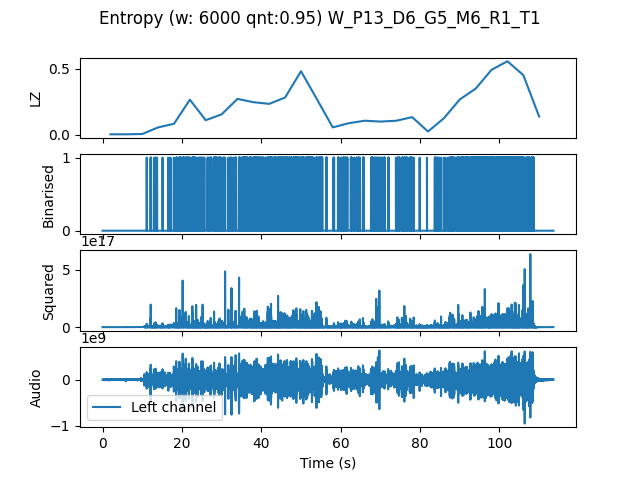 Entropy (w: 6000 qnt:0.95) W_P13_D6_G5_M6_R1_T1
0.5
LZ
0.0
1
Binarised
0
1e17
5
Squared
0
1e9
0
Audio
Left channel
−1
0 20 40 60 80 100
Time (s)